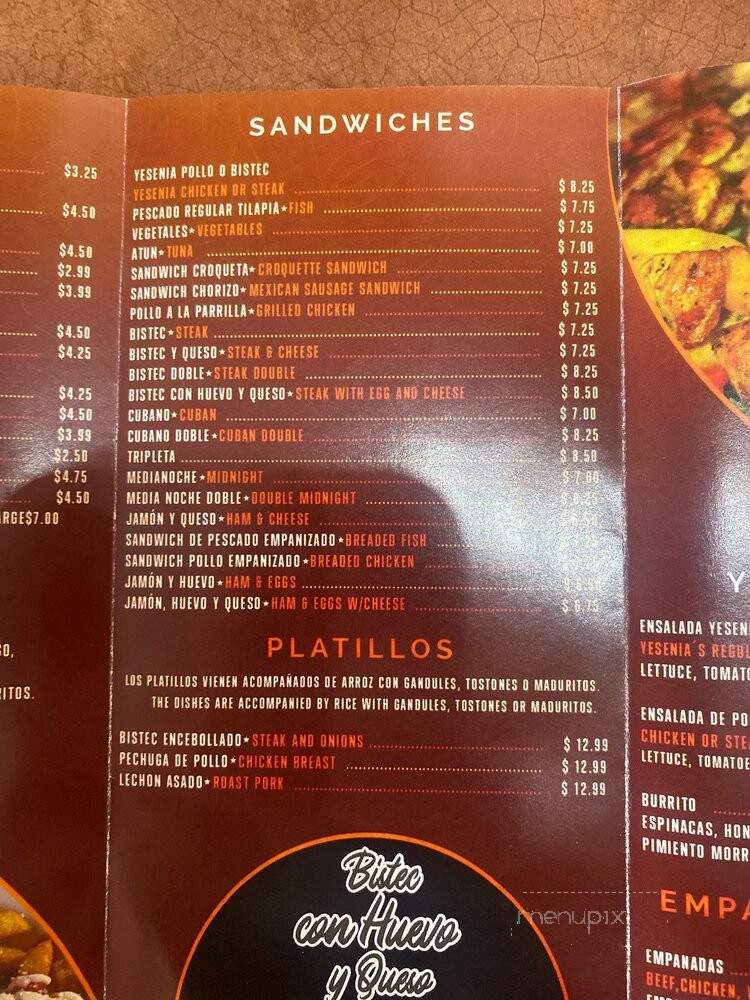 $3.25
$4.50
$4.50
$2.99
$3.99
$4.50
$4.25
$4.25
$4.50
$3.99
$2.50
$4.75
$4.50
$7.00
RITOS.
SANDWICHES
YESENIA POLLO O BISTEC
YESENIA CHICKEN OR STEAK $ 8.25
PESCADO REGULAR TILAPIA★FISH $ 7.75
VEGETALES★VEGETABLES $ 7.25
ATUN★TUNA $ 7.00
SANDWICH CROQUETA★CROQUETTE SANDWICH $ 7.25
SANDWICH CHORIZO★MEXICAN SAUSAGE SANDWICH $ 7.25
POLLO A LA PARRILLA★GRILLED CHICKEN $ 7.25
BISTEC★STEAK $ 7.25
BISTEC Y QUESO★STEAK & CHEESE $ 7.25
BISTEC DOBLE★STEAK DOUBLE $ 8.25
BISTEC CON HUEVO Y QUESO★STEAK WITH EGG AND CHEESE $ 8.50
CUBANO★CUBAN $ 7.00
CUBANO DOBLE★CUBAN DOUBLE $ 8.25
TRIPLETA $ 8.50
MEDIANOCHE★MIDNIGHT $ 7.00
MEDIA NOCHE DOBLE★DOUBLE MIDNIGHT
JAMÓN Y QUESO★HAM & CHEESE
SANDWICH DE PESCADO EMPANIZADO★BREADED FISH
SANDWICH POLLO EMPANIZADO★BREADED CHICKEN
JAMÓN Y HUEVO★HAM & EGGS
JAMÓN, HUEVO Y QUESO★HAM & EGGS W/CHEESE $ 6.75
PLATILLOS
LOS PLATILLOS VIENEN ACOMPAÑADOS DE ARROZ CON GANDULES, TOSTONES O MADURITOS.
THE DISHES ARE ACCOMPANIED BY RICE WITH GANDULES, TOSTONES OR MADURITOS.
BISTEC ENCEBOLLADO★STEAK AND ONIONS $ 12.99
PECHUGA DE POLLO★CHICKEN BREAST $ 12.99
LECHON ASADO★ROAST PORK $ 12.99
Bistec
con Huevo
y Queso
menupix
Y
ENSALADA YESENI
YESENIA´S REGUL
LETTUCE, TOMATO
ENSALADA DE PO
CHICKEN OR STE
LETTUCE, TOMATOE
BURRITO
ESPINACAS, HON
PIMIENTO MORR
EMPA
EMPANADAS
BEEF,CHICKEN,